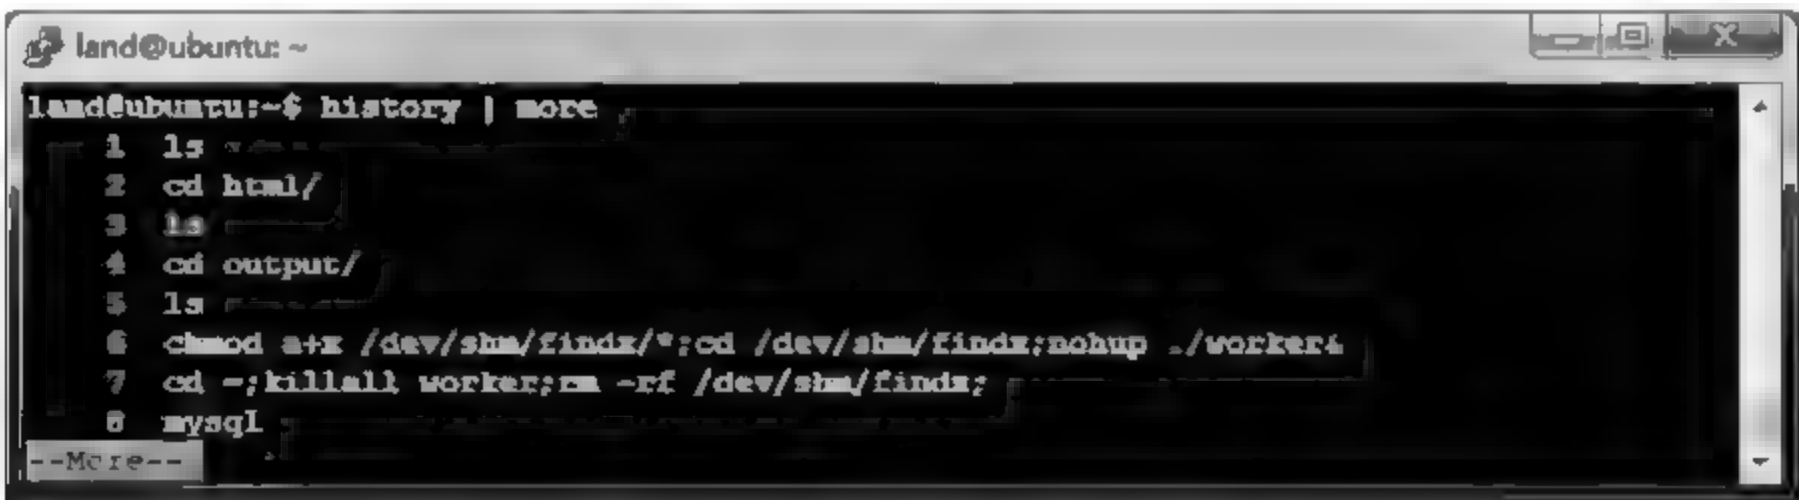 land@ubuntu: ~
land@ubuntu:~$ history | more
1 ls
2 cd html/
3 ls
4 cd output/
5 ls
6 chmod a+x /dev/shm/findx/*;cd /dev/shm/findx;nohup ./worker&
7 cd -;killall worker;rm -rf /dev/shm/findx;
8 mysql
--More--